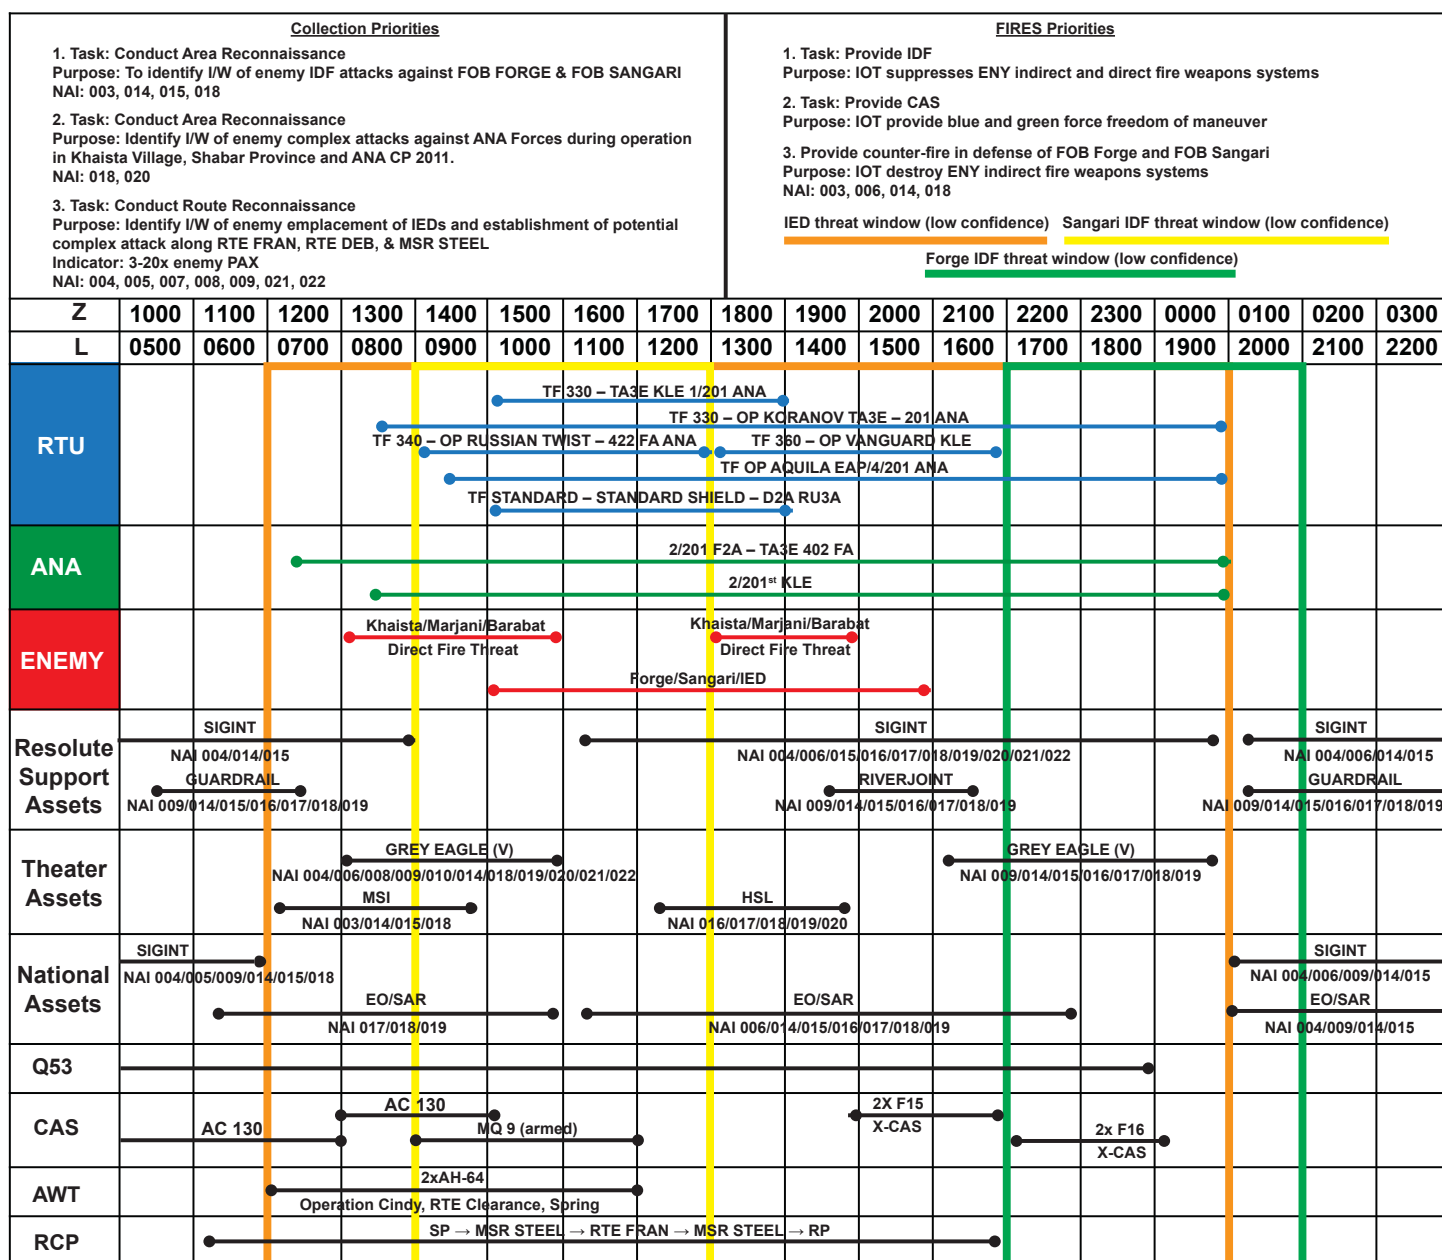 Collection Priorities
1. Task: Conduct Area Reconnaissance
Purpose: To identify I/W of enemy IDF attacks against FOB FORGE & FOB SANGARI
NAI: 003, 014, 015, 018
2. Task: Conduct Area Reconnaissance
Purpose: Identify I/W of enemy complex attacks against ANA Forces during operation
in Khaista Village, Shabar Province and ANA CP 2011.
NAI: 018, 020
3. Task: Conduct Route Reconnaissance
Purpose: Identify I/W of enemy emplacement of IEDs and establishment of potential
complex attack along RTE FRAN, RTE DEB, & MSR STEEL
Indicator: 3-20x enemy PAX
NAI: 004, 005, 007, 008, 009, 021, 022
FIRES Priorities
1. Task: Provide IDF
Purpose: IOT suppresses ENY indirect and direct fire weapons systems
2. Task: Provide CAS
Purpose: IOT provide blue and green force freedom of maneuver
3. Provide counter-fire in defense of FOB Forge and FOB Sangari
Purpose: IOT destroy ENY indirect fire weapons systems
NAI: 003, 006, 014, 018
IED threat window (low confidence) Sangari IDF threat window (low confidence)
Forge IDF threat window (low confidence)
Z 1000 1100 1200 1300 1400 1500 1600 1700 1800 1900 2000 2100 2200 2300 0000 0100 0200 0300
L 0500 0600 0700 0800 0900 1000 1100 1200 1300 1400 1500 1600 1700 1800 1900 2000 2100 2200
RTU
TF 330 – TA3E KLE 1/201 ANA
TF 330 – OP KORANOV TA3E – 201 ANA
TF 340 – OP RUSSIAN TWIST – 422 FA ANA TF 360 – OP VANGUARD KLE
TF OP AQUILA EAP/4/201 ANA
TF STANDARD – STANDARD SHIELD – D2A RU3A
ANA
2/201 F2A – TA3E 402 FA
2/201st KLE
ENEMY
Khaista/Marjani/Barabat Khaista/Marjani/Barabat
Direct Fire Threat Direct Fire Threat
Forge/Sangari/IED
Resolute
Support
Assets
SIGINT SIGINT SIGINT
NAI 004/014/015 NAI 004/006/015/016/017/018/019/020/021/022 NAI 004/006/014/015
GUARDRAIL RIVERJOINT GUARDRAIL
NAI 009/014/015/016/017/018/019 NAI 009/014/015/016/017/018/019 NAI 009/014/015/016/017/018/019
Theater
Assets
GREY EAGLE (V) GREY EAGLE (V)
NAI 004/006/008/009/010/014/018/019/020/021/022 NAI 009/014/015/016/017/018/019
MSI HSL
NAI 003/014/015/018 NAI 016/017/018/019/020
National
Assets
SIGINT SIGINT
NAI 004/005/009/014/015/018 NAI 004/006/009/014/015
EO/SAR EO/SAR EO/SAR
NAI 017/018/019 NAI 006/014/015/016/017/018/019 NAI 004/009/014/015
Q53
CAS
AC 130 2X F15
X-CAS
AC 130 MQ 9 (armed) 2x F16
X-CAS
AWT
2xAH-64
Operation Cindy, RTE Clearance, Spring
RCP
SP → MSR STEEL → RTE FRAN → MSR STEEL → RP